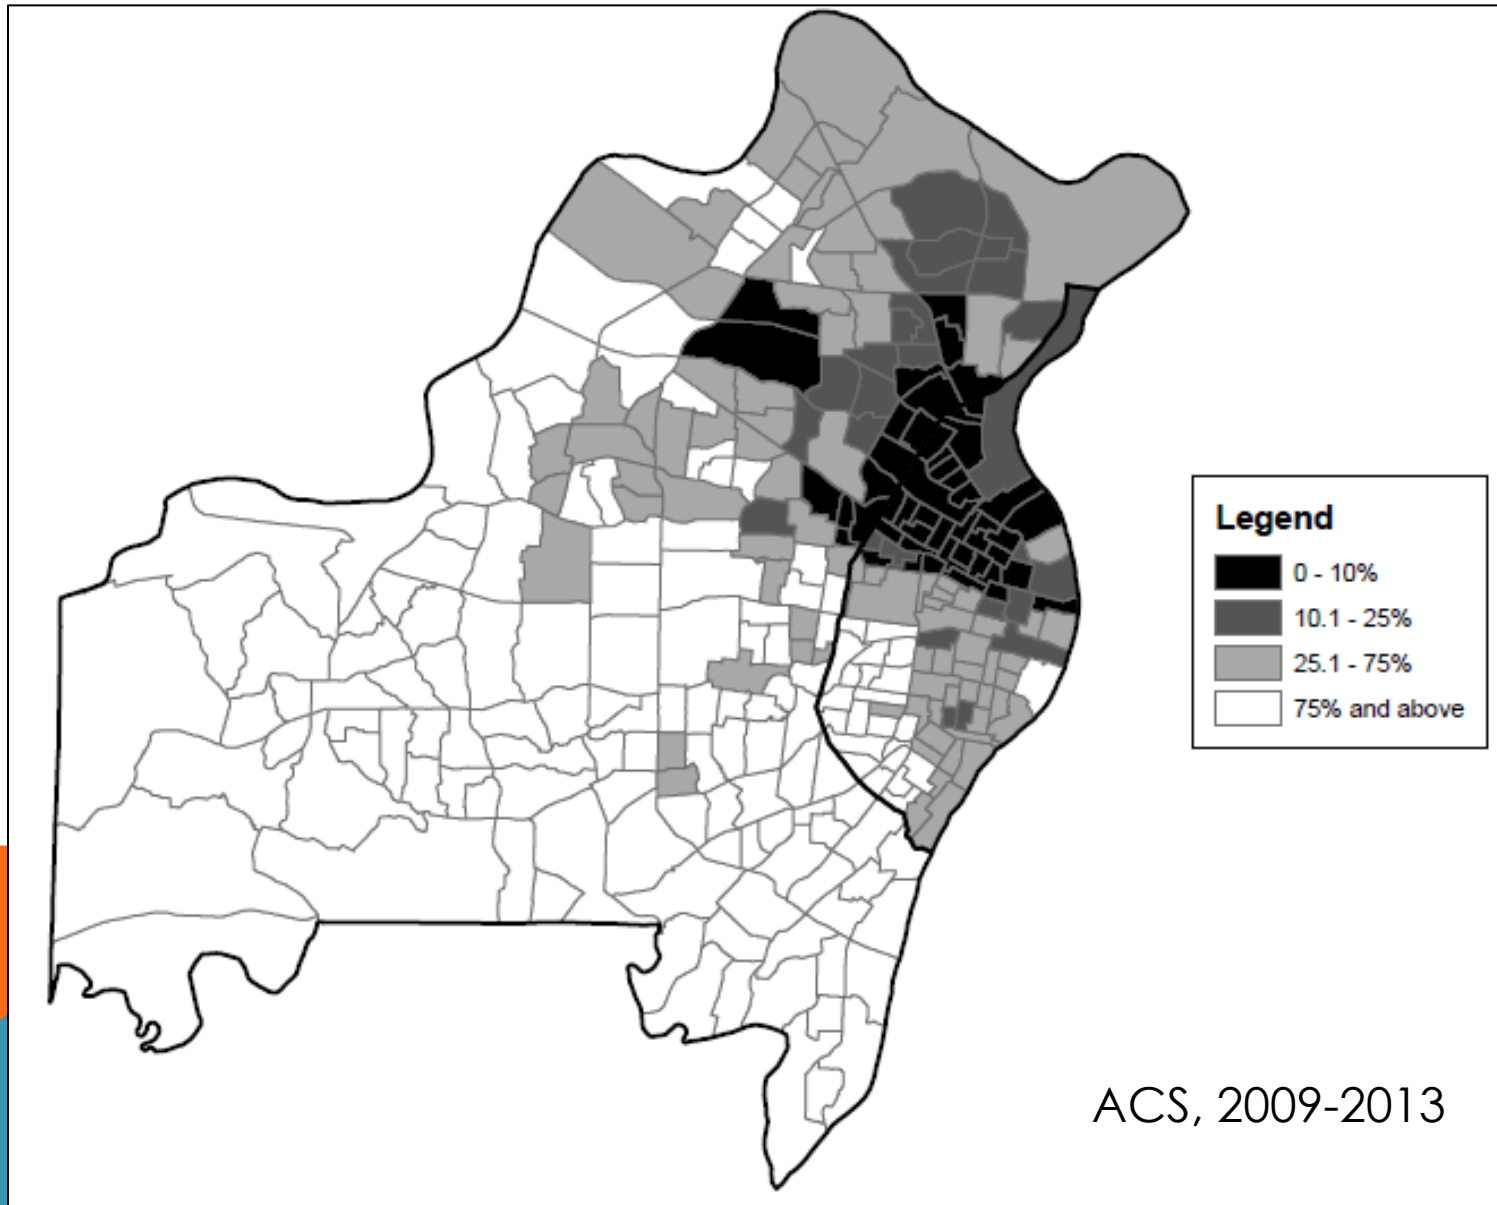 Legend
0 - 10%
10.1 - 25%
25.1 - 75%
75% and above
ACS, 2009-2013